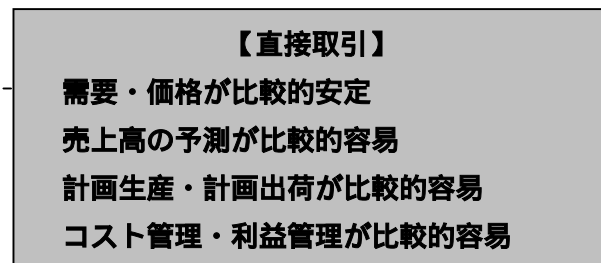 【直接取引】
需要・価格が比較的安定
売上高の予測が比較的容易
計画生産・計画出荷が比較的容易
コスト管理・利益管理が比較的容易